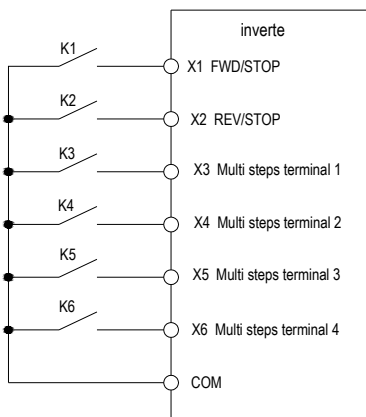 inverte
K1
X1 FWD/STOP
K2
X2 REV/STOP
K3
X3 Multi steps terminal 1
K4
X4 Multi steps terminal 2
K5
X5 Multi steps terminal 3
K6
X6 Multi steps terminal 4
COM